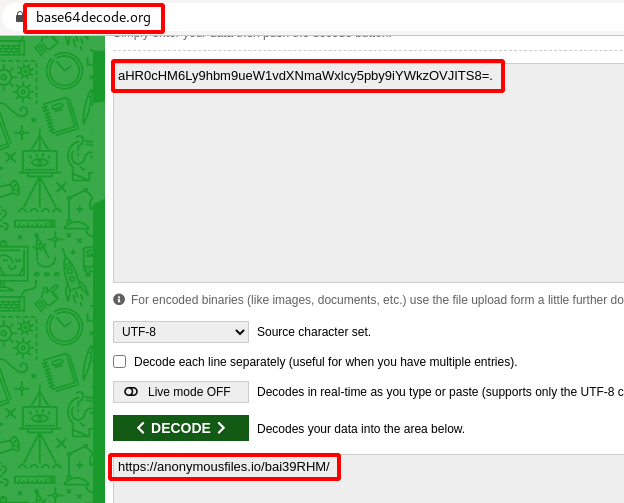 base64decode.org
Simply enter your data then push the decode button.
aHR0cHM6Ly9hbm9ueW1vdXNmaWxlcy5pby9iYWkzOVJITS8=.
For encoded binaries (like images, documents, etc.) use the file upload form a little further do
UTF-8 Source character set.
Decode each line separately (useful for when you have multiple entries).
Live mode OFF Decodes in real-time as you type or paste (supports only the UTF-8 c
< DECODE > Decodes your data into the area below.
https://anonymousfiles.io/bai39RHM/